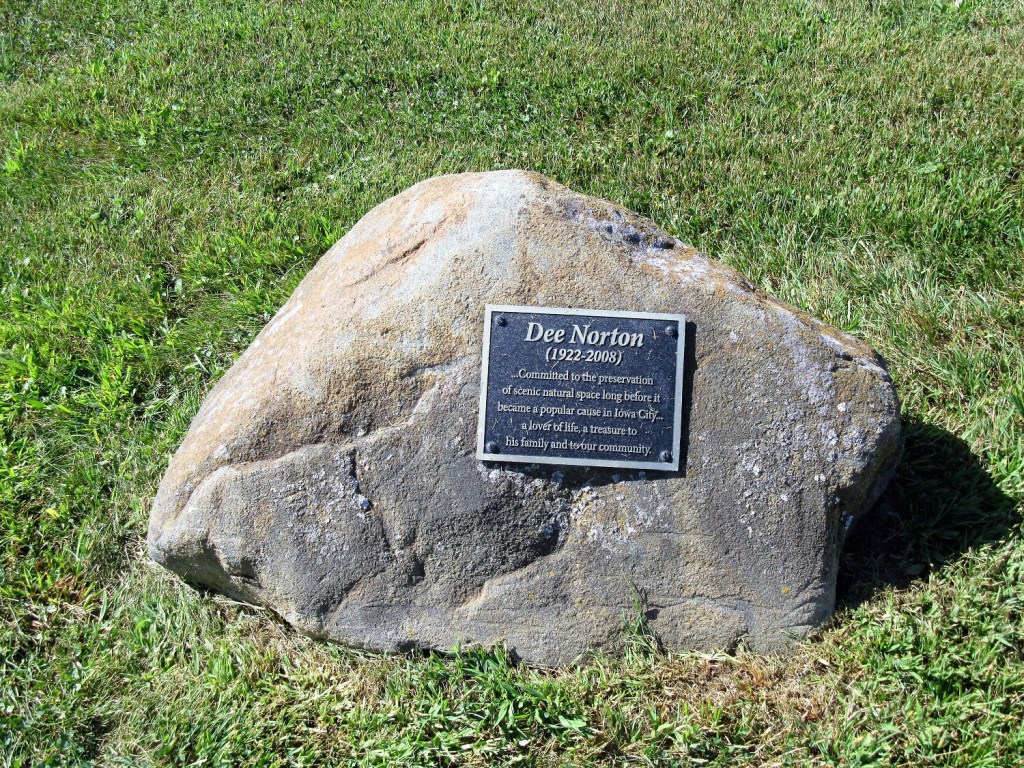 Dee Norton
(1922-2008)
...Committed to the preservation
of scenic natural space long before it
became a popular cause in Iowa City...
a lover of life, a treasure to
his family and to our community.